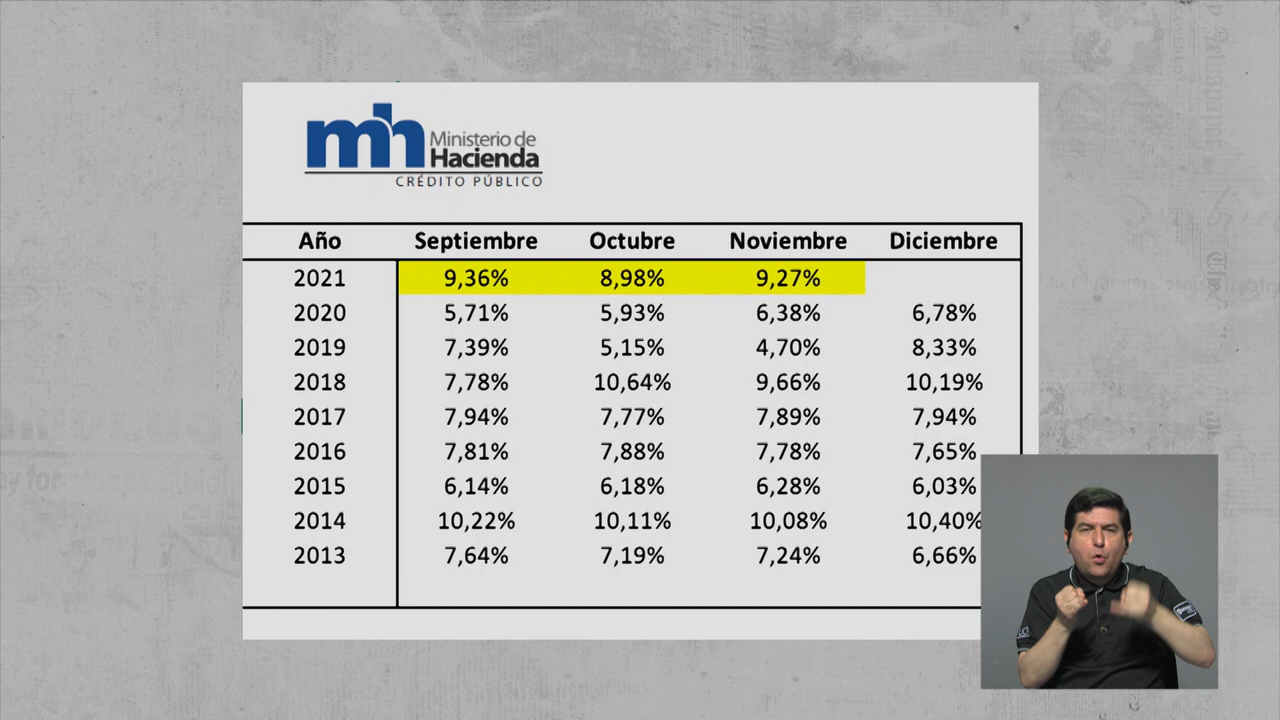 mh Ministerio de
Hacienda
CRÉDITO PÚBLICO
Año Septiembre Octubre Noviembre Diciembre
2021 9,36% 8,98% 9,27%
2020 5,71% 5,93% 6,38% 6,78%
2019 7,39% 5,15% 4,70% 8,33%
2018 7,78% 10,64% 9,66% 10,19%
2017 7,94% 7,77% 7,89% 7,94%
2016 7,81% 7,88% 7,78% 7,65%
2015 6,14% 6,18% 6,28% 6,03%
2014 10,22% 10,11% 10,08% 10,40%
2013 7,64% 7,19% 7,24% 6,66%